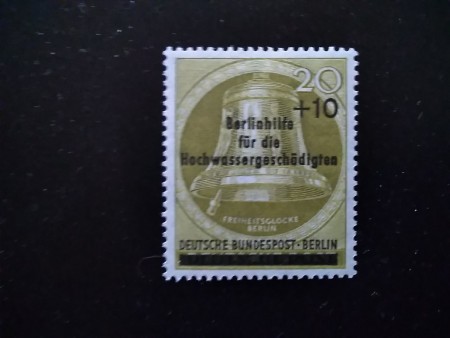 20
+10
Berlinhilfe
für die
Hochwassergeschädigten
FREIHEITSGLOCKE
BERLIN
DEUTSCHE BUNDESPOST · BERLIN